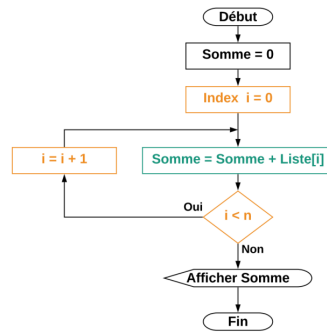 Début
Somme = 0
Index i = 0
i = i + 1
Somme = Somme + Liste[i]
Oui
i < n
Non
Afficher Somme
Fin